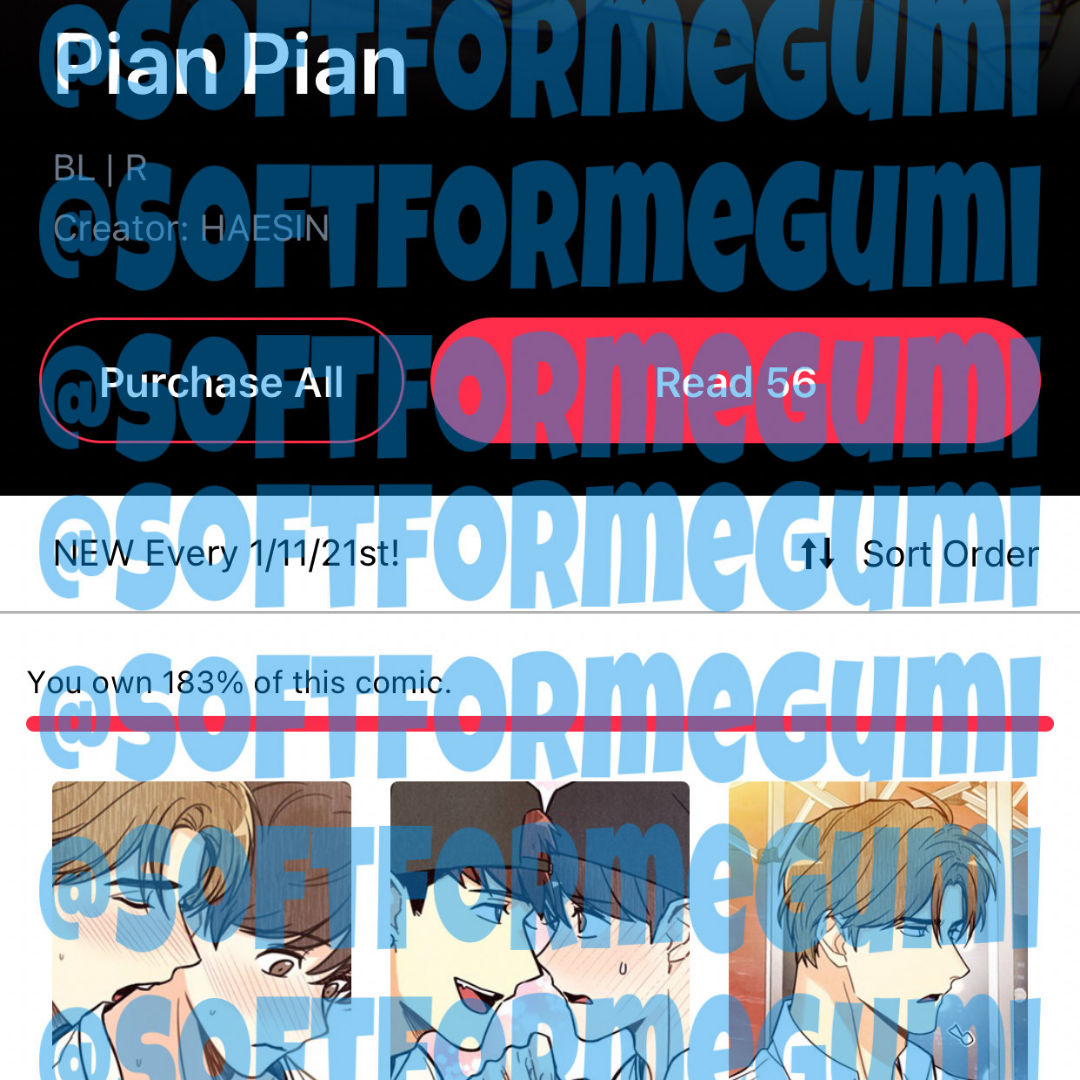 @SOFTFORMEGUMI
Pian Pian
@SOFTFORMEGUMI
BL | R
Creator: HAESIN
@SOFTFORMEGUMI
Purchase All
Read 56
@SOFTFORMEGUMI
NEW Every 1/11/21st!
Sort Order
@SOFTFORMEGUMI
You own 183% of this comic.
@SOFTFORMEGUMI
@SOFTFORMEGUMI